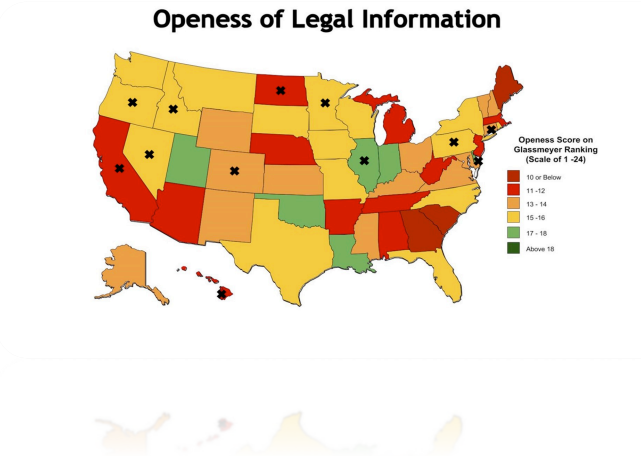 Openess of Legal Information
Openess Score on
Glassmeyer Ranking
(Scale of 1 -24)
10 or Below
11 -12
13 - 14
15 -16
17 - 18
Above 18